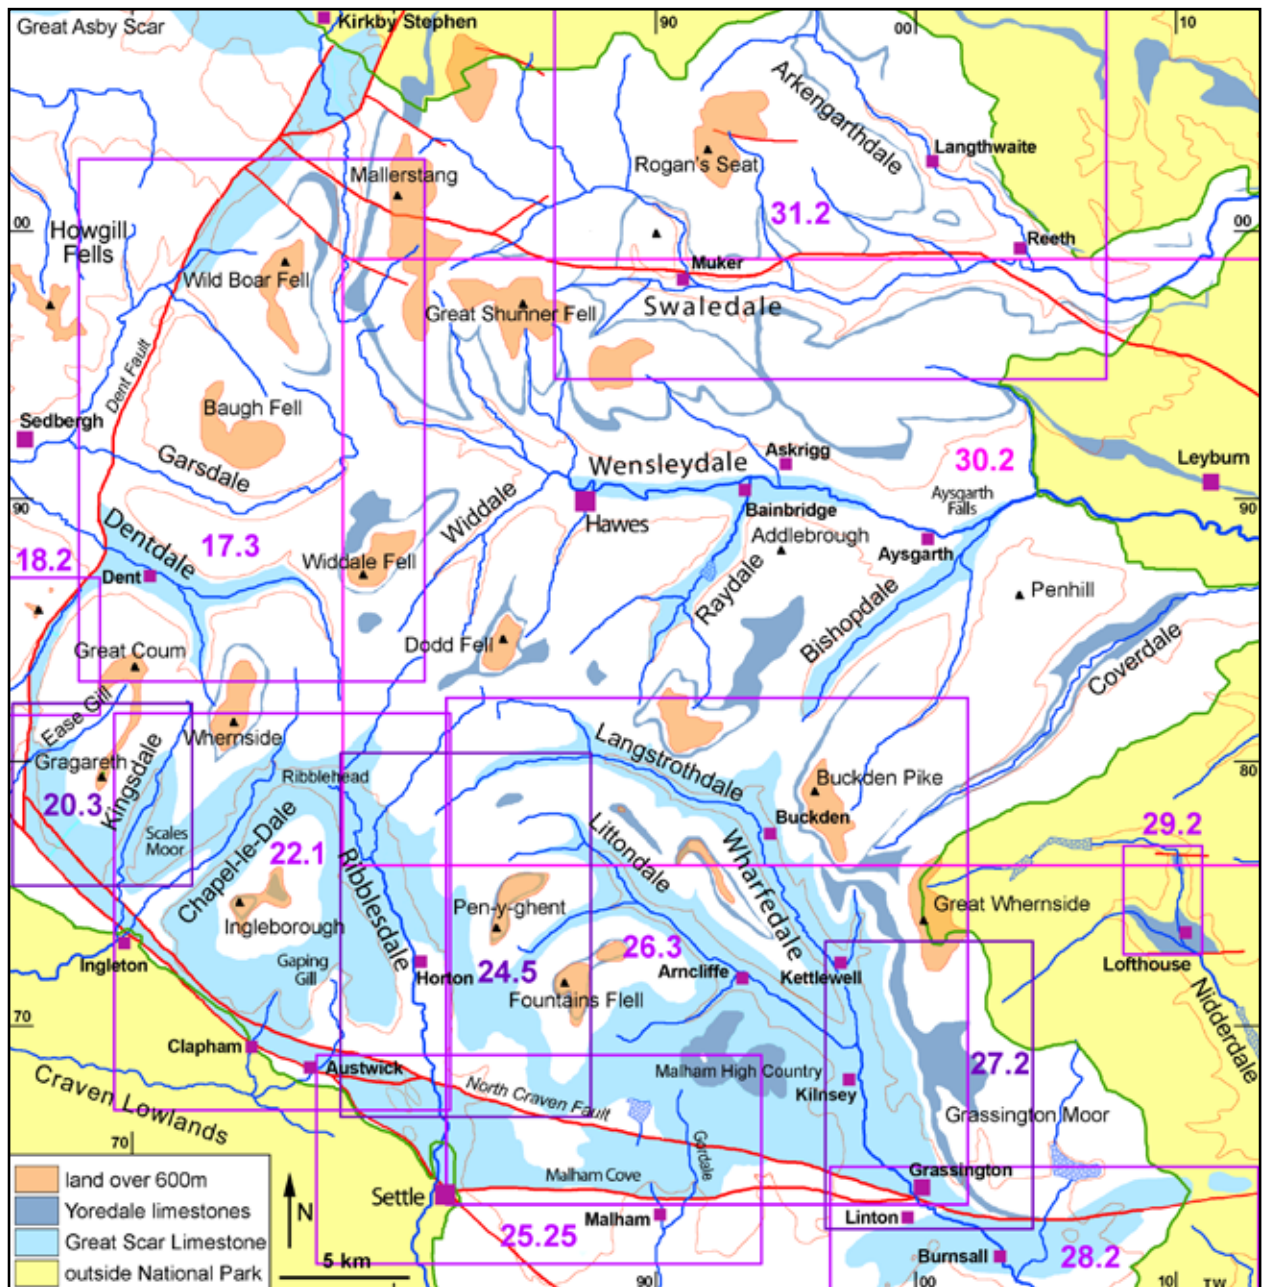 Great Asby Scar
Kirkby Stephen
90
00
10
Arkengarthdale
Langthwaite
Rogan's Seat
Mallerstang
31.2
00
Howgill
Fells
00
Reeth
Muker
Wild Boar Fell
Great Shunner Fell
Swaledale
Dent Fault
Baugh Fell
Sedbergh
Garsdale
Askrigg
Wensleydale
30.2
Leyburn
Widdale
Aysgarth
Falls
90
Bainbridge
90
Hawes
Dentdale
17.3
Addlebrough
Aysgarth
18.2
Widdale Fell
Dent
Raydale
Penhill
Bishopdale
Dodd Fell
Great Coum
Coverdale
Ease Gill
Whernside
Langstrothdale
Gragareth
Kingsdale
Ribblehead
Buckden Pike
80
20.3
Buckden
29.2
Scales
Moor
Chapel-le-Dale
22.1
Littondale
Wharfedale
Ribblesdale
Pen-y-ghent
Great Whernside
Ingleborough
26.3
Ingleton
Gaping
Gill
Horton
24.5
Arncliffe
Kettlewell
Lofthouse
Fountains Flell
Nidderdale
70
Clapham
Austwick
Malham High Country
27.2
Kilnsey
Craven Lowlands
North Craven Fault
Grassington Moor
70
Gordale
Malham Cove
Grassington
land over 600m
Settle
Yoredale limestones
N
Malham
Linton
25.25
Great Scar Limestone
5 km
Burnsall
28.2
outside National Park
90
00
10
TW